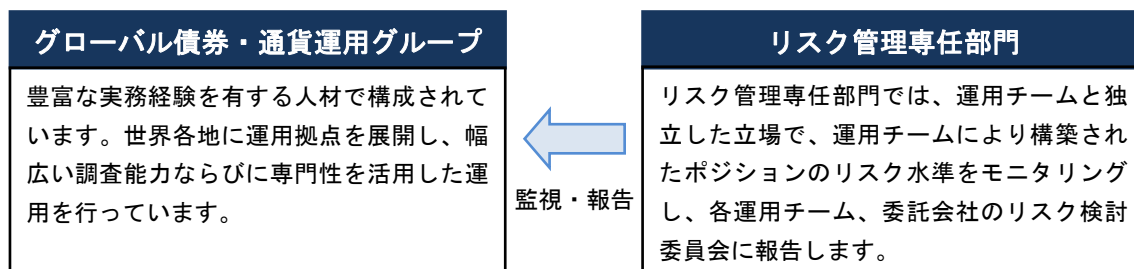 グローバル債券・通貨運用グループ
豊富な実務経験を有する人材で構成されて
います。世界各地に運用拠点を展開し、幅
広い調査能力ならびに専門性を活用した運
用を行っています。
監視・報告
リスク管理専任部門
リスク管理専任部門では、運用チームと独
立した立場で、運用チームにより構築され
たポジションのリスク水準をモニタリング
し、各運用チーム、委託会社のリスク検討
委員会に報告します。